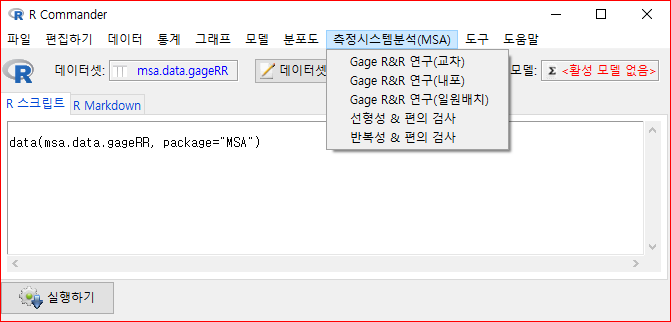 R Commander
파일 편집하기 데이터 통계 그래프 모델 분포도 측정시스템분석(MSA) 도구 도움말
데이터셋: msa.data.gageRR 데이터셋 모델: Σ <활성 모델 없음>
Gage R&R 연구(교차)
Gage R&R 연구(내포)
Gage R&R 연구(일원배치)
선형성 & 편의 검사
반복성 & 편의 검사
R 스크립트 R Markdown
data(msa.data.gageRR, package="MSA")
실행하기